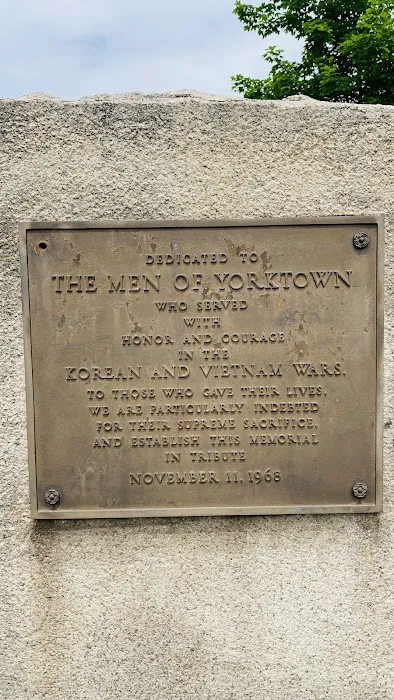 DEDICATED TO
THE MEN OF YORKTOWN
WHO SERVED
WITH
HONOR AND COURAGE
IN THE
KOREAN AND VIETNAM WARS.
TO THOSE WHO GAVE THEIR LIVES,
WE ARE PARTICULARLY INDEBTED
FOR THEIR SUPREME SACRIFICE,
AND ESTABLISH THIS MEMORIAL
IN TRIBUTE
NOVEMBER 11, 1968